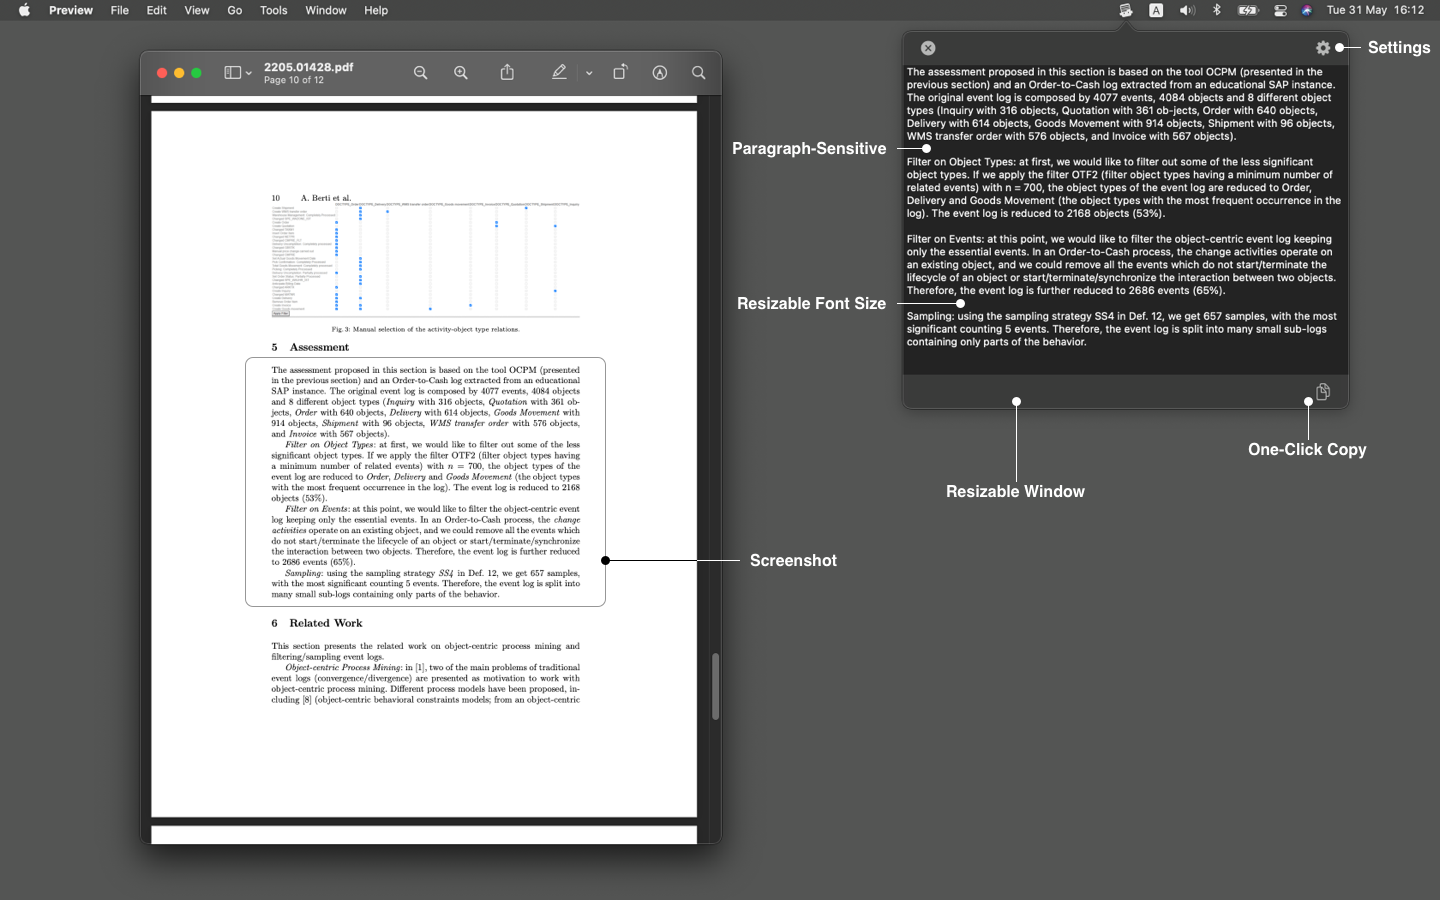 Preview File Edit View Go Tools Window Help
A
Tue 31 May 16:12
2205.01428.pdf
Page 10 of 12
10 A. Berti et al.
Fig. 3: Manual selection of the activity-object type relations.
5 Assessment
The assessment proposed in this section is based on the tool OCPM (presented
in the previous section) and an Order-to-Cash log extracted from an educational
SAP instance. The original event log is composed by 4077 events, 4084 objects
and 8 different object types (Inquiry with 316 objects, Quotation with 361 ob-
jects, Order with 640 objects, Delivery with 614 objects, Goods Movement with
914 objects, Shipment with 96 objects, WMS transfer order with 576 objects,
and Invoice with 567 objects).
Filter on Object Types: at first, we would like to filter out some of the less
significant object types. If we apply the filter OTF2 (filter object types having
a minimum number of related events) with n = 700, the object types of the
event log are reduced to Order, Delivery and Goods Movement (the object types
with the most frequent occurrence in the log). The event log is reduced to 2168
objects (53%).
Filter on Events: at this point, we would like to filter the object-centric event
log keeping only the essential events. In an Order-to-Cash process, the change
activities operate on an existing object, and we could remove all the events which
do not start/terminate the lifecycle of an object or start/terminate/synchronize
the interaction between two objects. Therefore, the event log is further reduced
to 2686 events (65%).
Sampling: using the sampling strategy SS4 in Def. 12, we get 657 samples,
with the most significant counting 5 events. Therefore, the event log is split into
many small sub-logs containing only parts of the behavior.
6 Related Work
This section presents the related work on object-centric process mining and
filtering/sampling event logs.
Object-centric Process Mining: in [1], two of the main problems of traditional
event logs (convergence/divergence) are presented as motivation to work with
object-centric process mining. Different process models have been proposed, in-
cluding [8] (object-centric behavioral constraints models; from an object-centric
Screenshot
Settings
The assessment proposed in this section is based on the tool OCPM (presented in the
previous section) and an Order-to-Cash log extracted from an educational SAP instance.
The original event log is composed by 4077 events, 4084 objects and 8 different object
types (Inquiry with 316 objects, Quotation with 361 ob-jects, Order with 640 objects,
Delivery with 614 objects, Goods Movement with 914 objects, Shipment with 96 objects,
WMS transfer order with 576 objects, and Invoice with 567 objects).
Paragraph-Sensitive
Filter on Object Types: at first, we would like to filter out some of the less significant
object types. If we apply the filter OTF2 (filter object types having a minimum number of
related events) with n = 700, the object types of the event log are reduced to Order,
Delivery and Goods Movement (the object types with the most frequent occurrence in the
log). The event log is reduced to 2168 objects (53%).
Filter on Events: at this point, we would like to filter the object-centric event log keeping
only the essential events. In an Order-to-Cash process, the change activities operate on
an existing object, and we could remove all the events which do not start/terminate the
lifecycle of an object or start/terminate/synchronize the interaction between two objects.
Therefore, the event log is further reduced to 2686 events (65%).
Resizable Font Size
Sampling: using the sampling strategy SS4 in Def. 12, we get 657 samples, with the most
significant counting 5 events. Therefore, the event log is split into many small sub-logs
containing only parts of the behavior.
One-Click Copy
Resizable Window